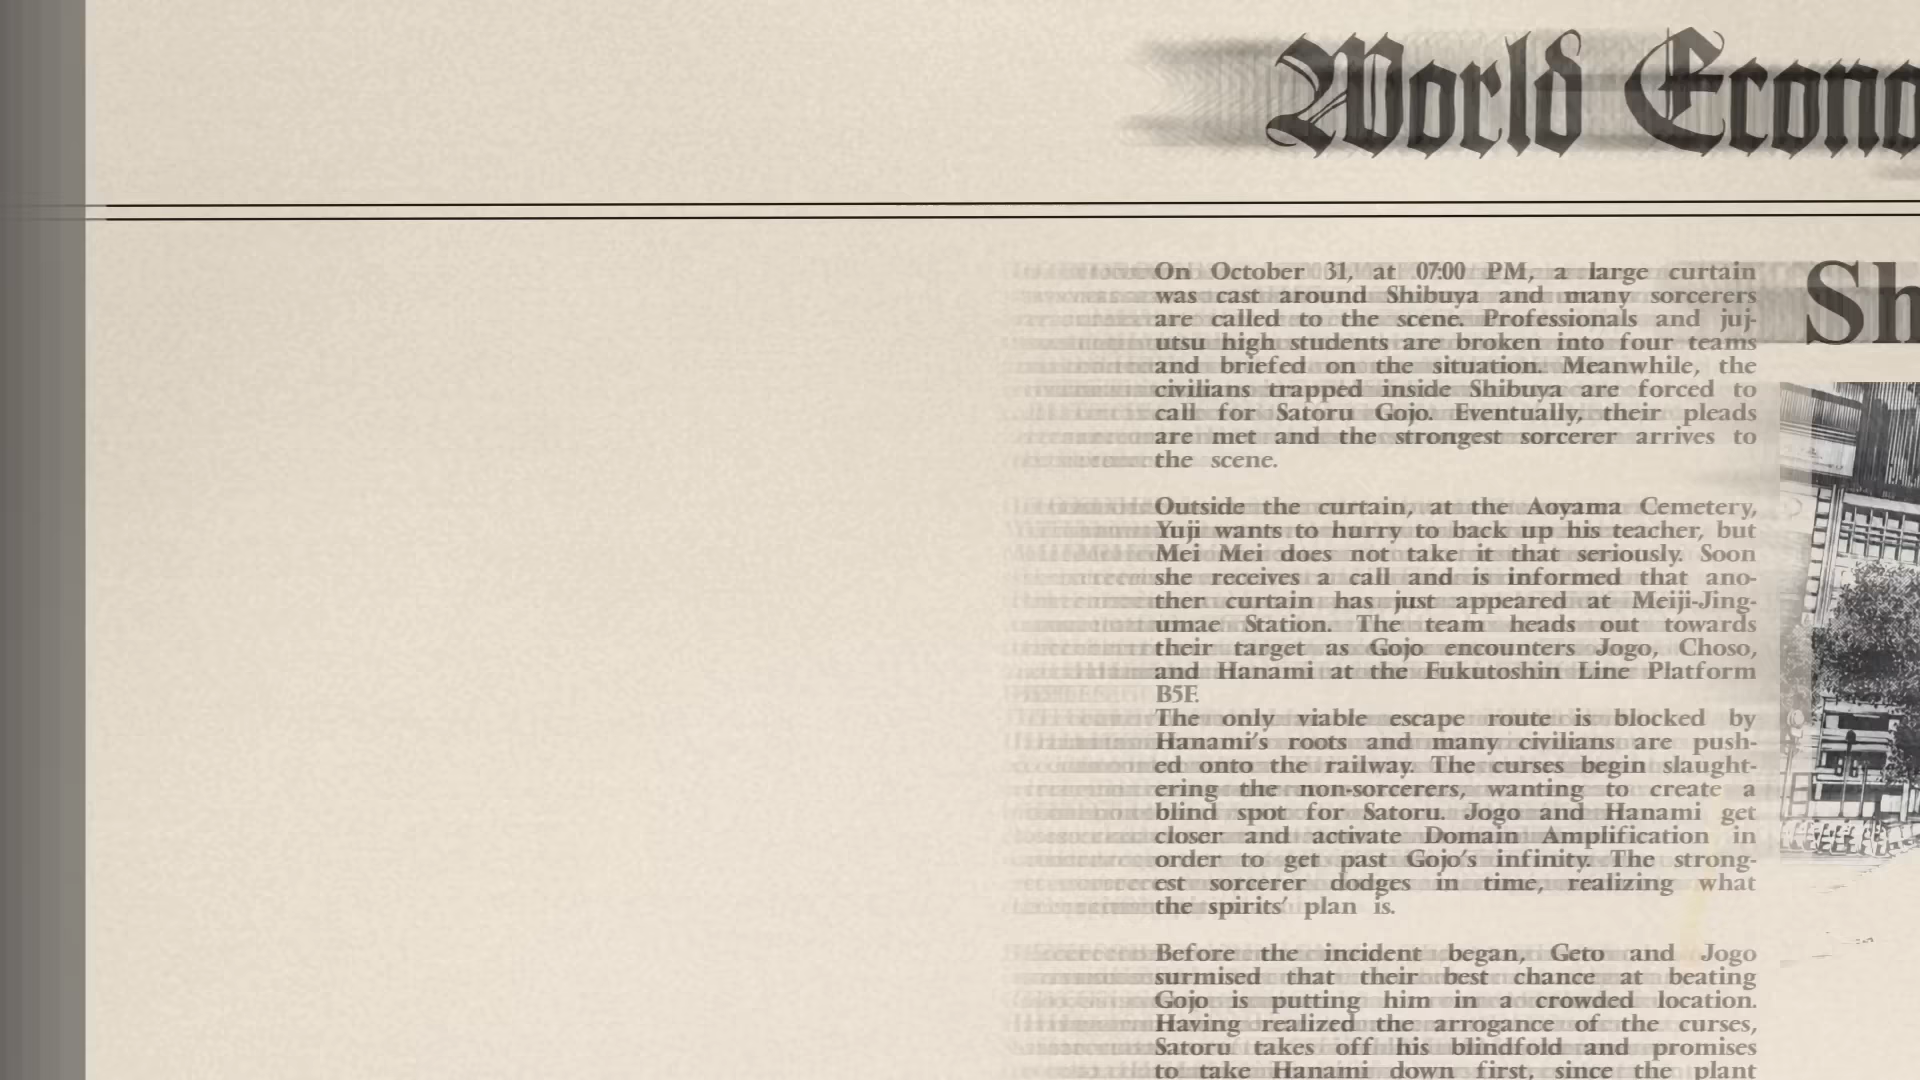 World Econo
Sh
On October 31, at 07:00 PM, a large curtain
was cast around Shibuya and many sorcerers
are called to the scene. Professionals and juj-
utsu high students are broken into four teams
and briefed on the situation. Meanwhile, the
civilians trapped inside Shibuya are forced to
call for Satoru Gojo. Eventually, their pleads
are met and the strongest sorcerer arrives to
the scene.
Outside the curtain, at the Aoyama Cemetery,
Yuji wants to hurry to back up his teacher, but
Mei Mei does not take it that seriously. Soon
she receives a call and is informed that ano-
ther curtain has just appeared at Meiji-Jing-
umae Station. The team heads out towards
their target as Gojo encounters Jogo, Choso,
and Hanami at the Fukutoshin Line Platform
B5F.
The only viable escape route is blocked by
Hanami's roots and many civilians are push-
ed onto the railway. The curses begin slaught-
ering the non-sorcerers, wanting to create a
blind spot for Satoru. Jogo and Hanami get
closer and activate Domain Amplification in
order to get past Gojo's infinity. The strong-
est sorcerer dodges in time, realizing what
the spirits' plan is.
Before the incident began, Geto and Jogo
surmised that their best chance at beating
Gojo is putting him in a crowded location.
Having realized the arrogance of the curses,
Satoru takes off his blindfold and promises
to take Hanami down first, since the plant